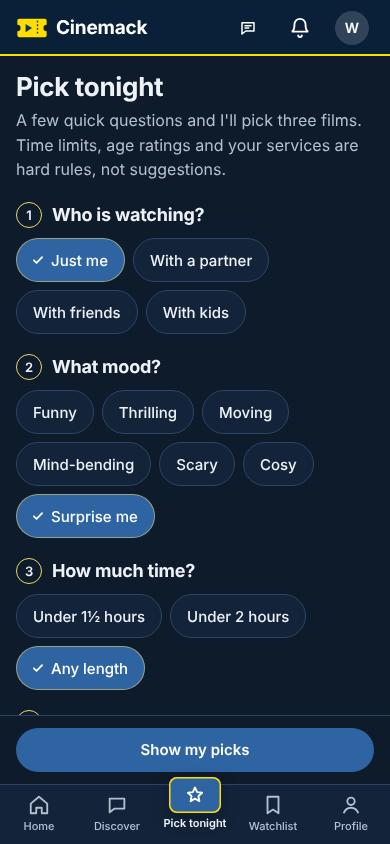 Cinemack
W
Pick tonight
A few quick questions and I'll pick three films.
Time limits, age ratings and your services are
hard rules, not suggestions.
1 Who is watching?
Just me With a partner
With friends With kids
2 What mood?
Funny Thrilling Moving
Mind-bending Scary Cosy
Surprise me
3 How much time?
Under 1½ hours Under 2 hours
Any length
Show my picks
Home Discover Pick tonight Watchlist Profile